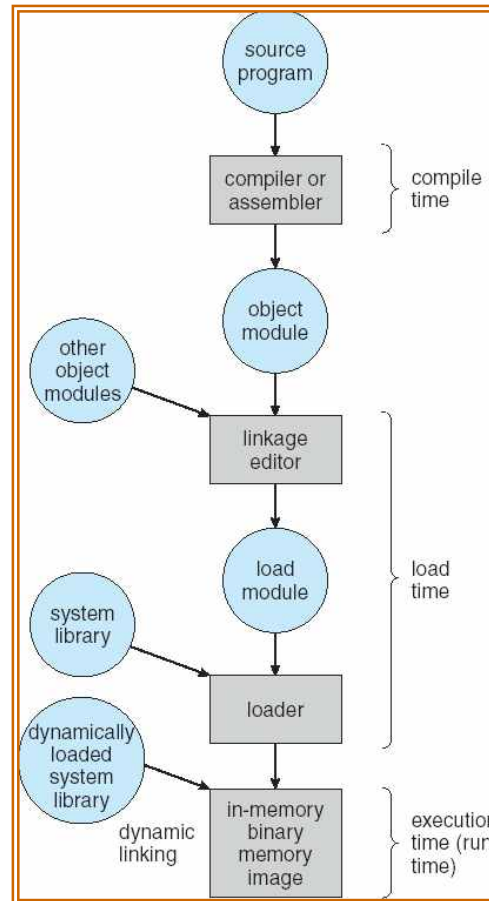 source
program
compiler or
assembler
compile
time
object
module
other
object
modules
linkage
editor
load
module
load
time
system
library
loader
dynamically
loaded
system
library
dynamic
linking
in-memory
binary
memory
image
execution
time (run
time)